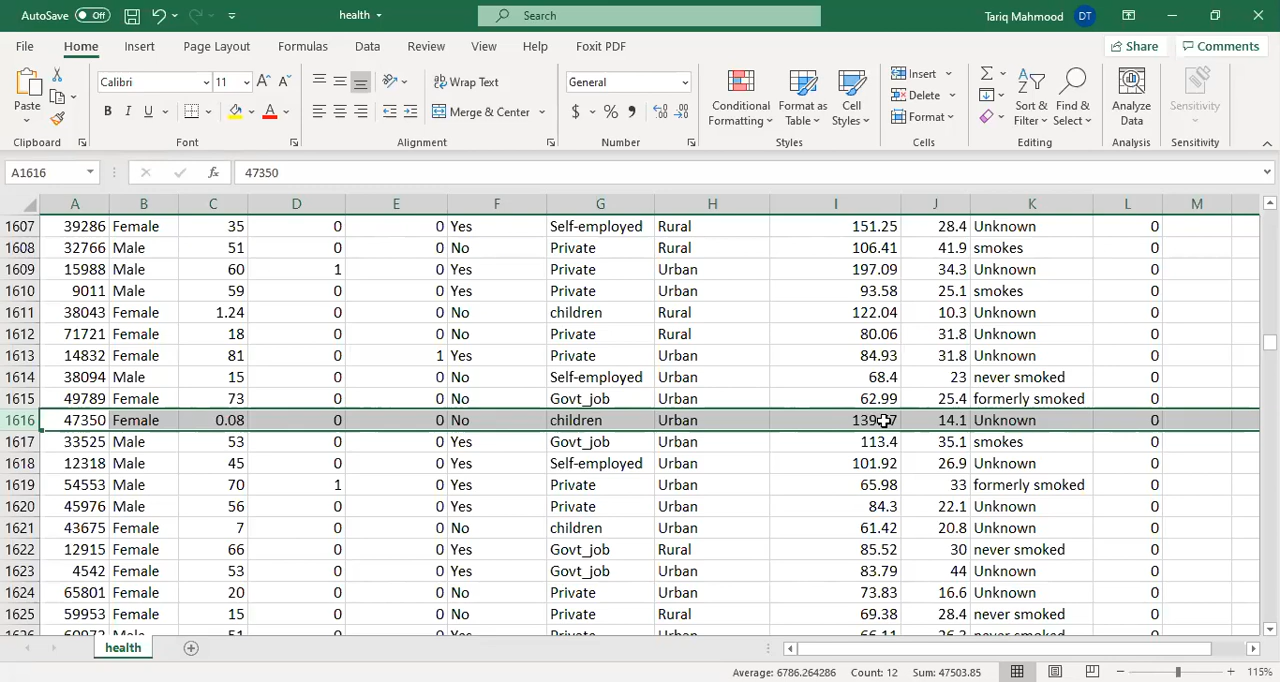 AutoSave Off health Search Tariq Mahmood DT
File Home Insert Page Layout Formulas Data Review View Help Foxit PDF Share Comments
Paste Calibri 11 B I U Wrap Text Merge & Center General $ % Conditional Formatting Format as Table Cell Styles Insert Delete Format Sort & Filter Find & Select Analyze Data Sensitivity
Clipboard Font Alignment Number Styles Cells Editing Analysis Sensitivity
A1616 fx 47350
A B C D E F G H I J K L M
1607 39286 Female 35 0 0 Yes Self-employed Rural 151.25 28.4 Unknown 0
1608 32766 Male 51 0 0 No Private Rural 106.41 41.9 smokes 0
1609 15988 Male 60 1 0 Yes Private Urban 197.09 34.3 Unknown 0
1610 9011 Male 59 0 0 Yes Private Urban 93.58 25.1 smokes 0
1611 38043 Female 1.24 0 0 No children Rural 122.04 10.3 Unknown 0
1612 71721 Female 18 0 0 No Private Rural 80.06 31.8 Unknown 0
1613 14832 Female 81 0 1 Yes Private Urban 84.93 31.8 Unknown 0
1614 38094 Male 15 0 0 No Self-employed Urban 68.4 23 never smoked 0
1615 49789 Female 73 0 0 No Govt_job Urban 62.99 25.4 formerly smoked 0
1616 47350 Female 0.08 0 0 No children Urban 14.1 Unknown 0
1617 33525 Male 53 0 0 Yes Govt_job Urban 113.4 35.1 smokes 0
1618 12318 Male 45 0 0 Yes Self-employed Urban 101.92 26.9 Unknown 0
1619 54553 Male 70 1 0 Yes Private Urban 65.98 33 formerly smoked 0
1620 45976 Male 56 0 0 Yes Private Urban 84.3 22.1 Unknown 0
1621 43675 Female 7 0 0 No children Urban 61.42 20.8 Unknown 0
1622 12915 Female 66 0 0 Yes Govt_job Rural 85.52 30 never smoked 0
1623 4542 Female 53 0 0 Yes Govt_job Urban 83.79 44 Unknown 0
1624 65801 Female 20 0 0 No Private Urban 73.83 16.6 Unknown 0
1625 59953 Female 15 0 0 No Private Rural 69.38 28.4 never smoked 0
health
Average: 6786.264286 Count: 12 Sum: 47503.85 115%